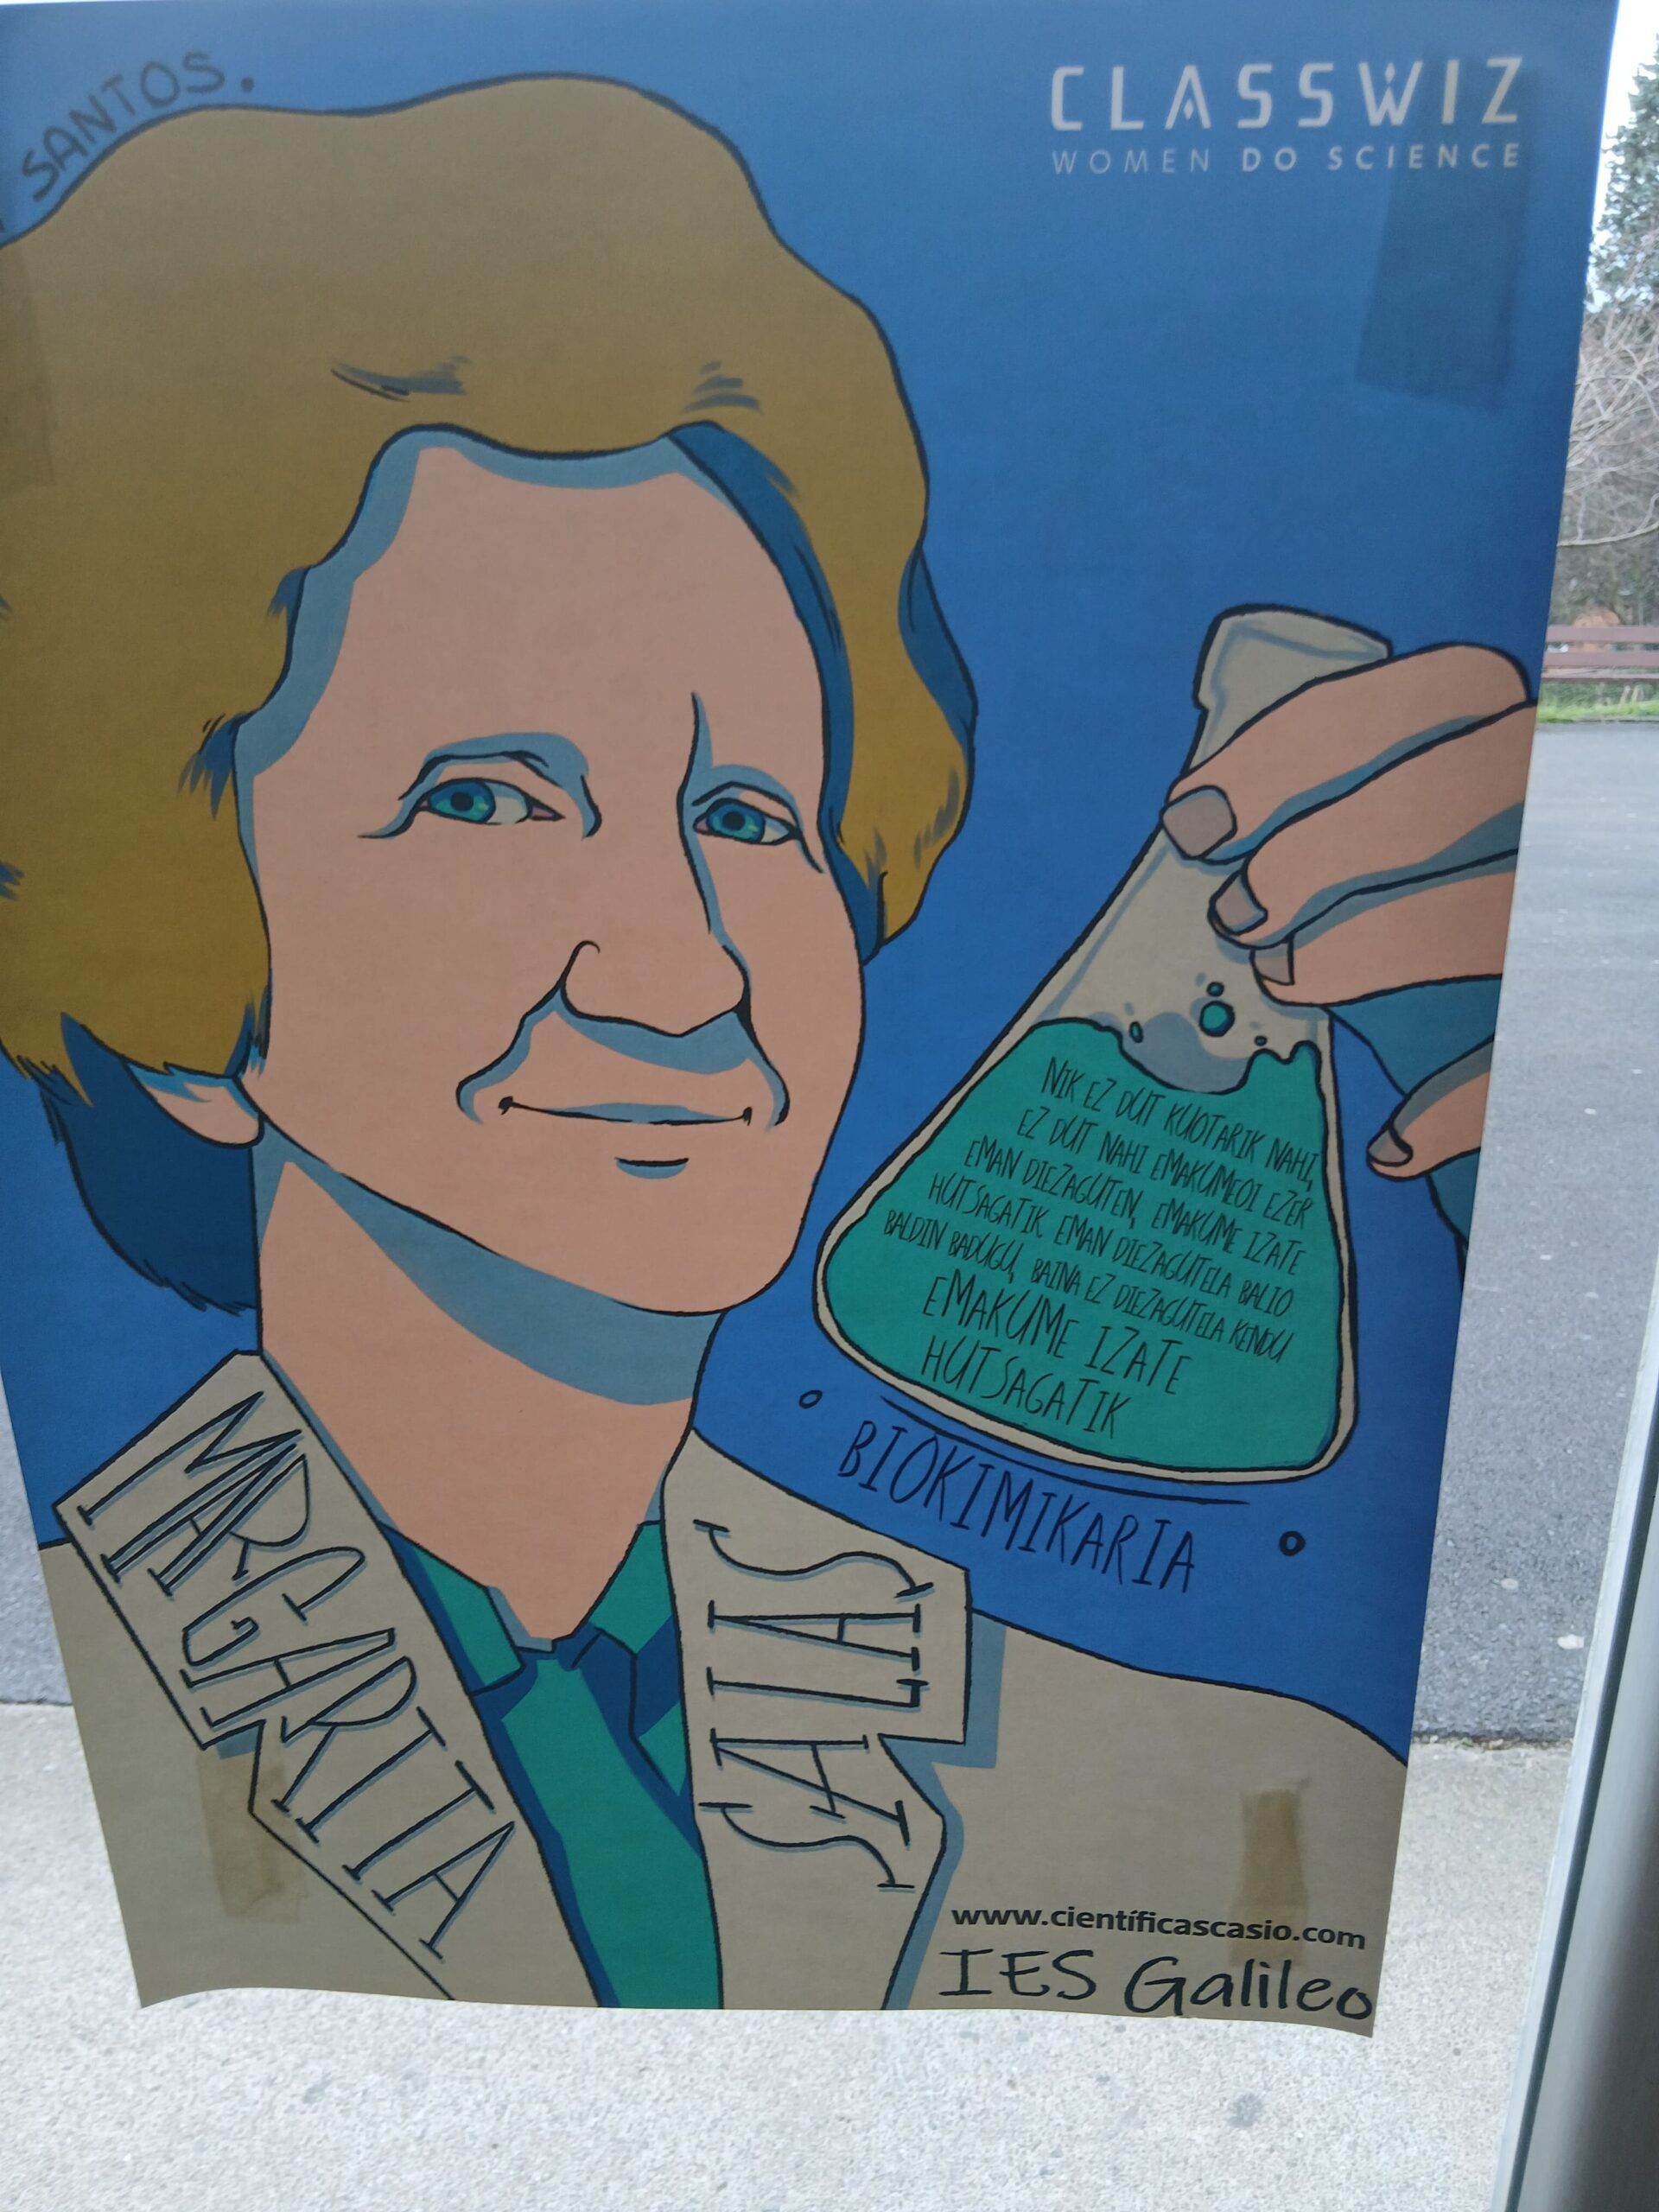 SANTOS.
CLASSWIZ
WOMEN DO SCIENCE
NIK EZ DUT KUOTARIK NAHI,
EZ DUT NAHI EMAKUMEOI EZER
EMAN DIEZAGUTEN, EMAKUME IZATE
HUTSAGATIK. EMAN DIEZAGUTELA BALIO
BALDIN BADUGU, BAINA EZ DIEZAGUTELA KENDU
EMAKUME IZATE
HUTSAGATIK
BIOKIMIKARIA
MARGARITA
SALAS
www.científicascasio.com
IES Galileo